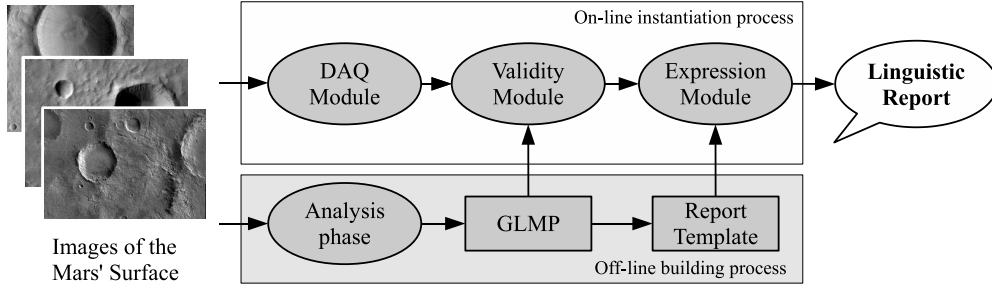 On-line instantiation process
DAQ
Module
Validity
Module
Expression
Module
Linguistic
Report
Analysis
phase
GLMP
Report
Template
Off-line building process
Images of the
Mars' Surface